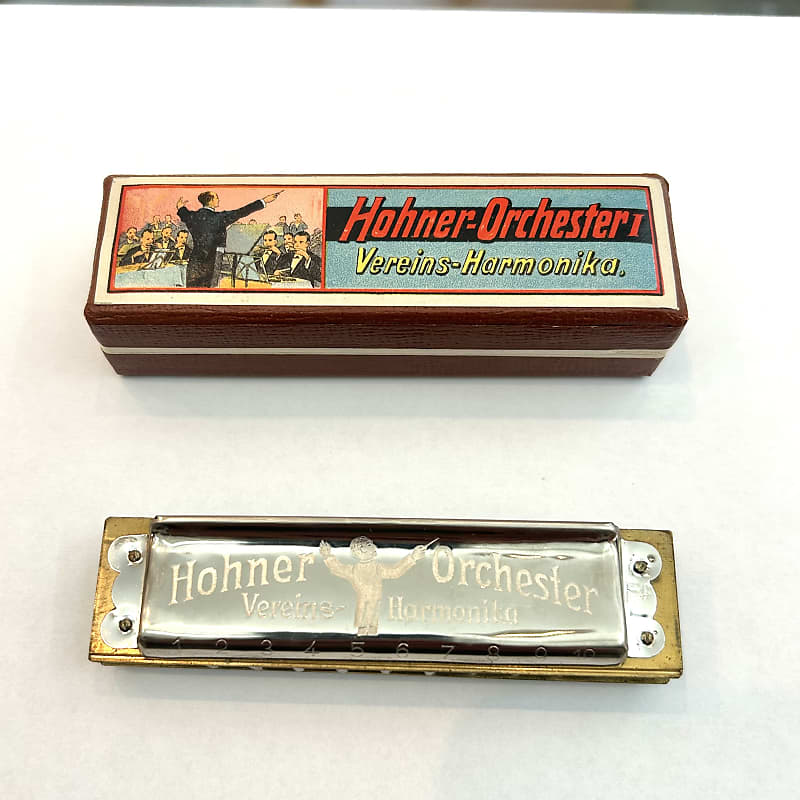 Hohner-Orchester I
Vereins-Harmonika.
Hohner Orchester
Vereins- Harmonika
1 2 3 4 5 6 7 8 9 10